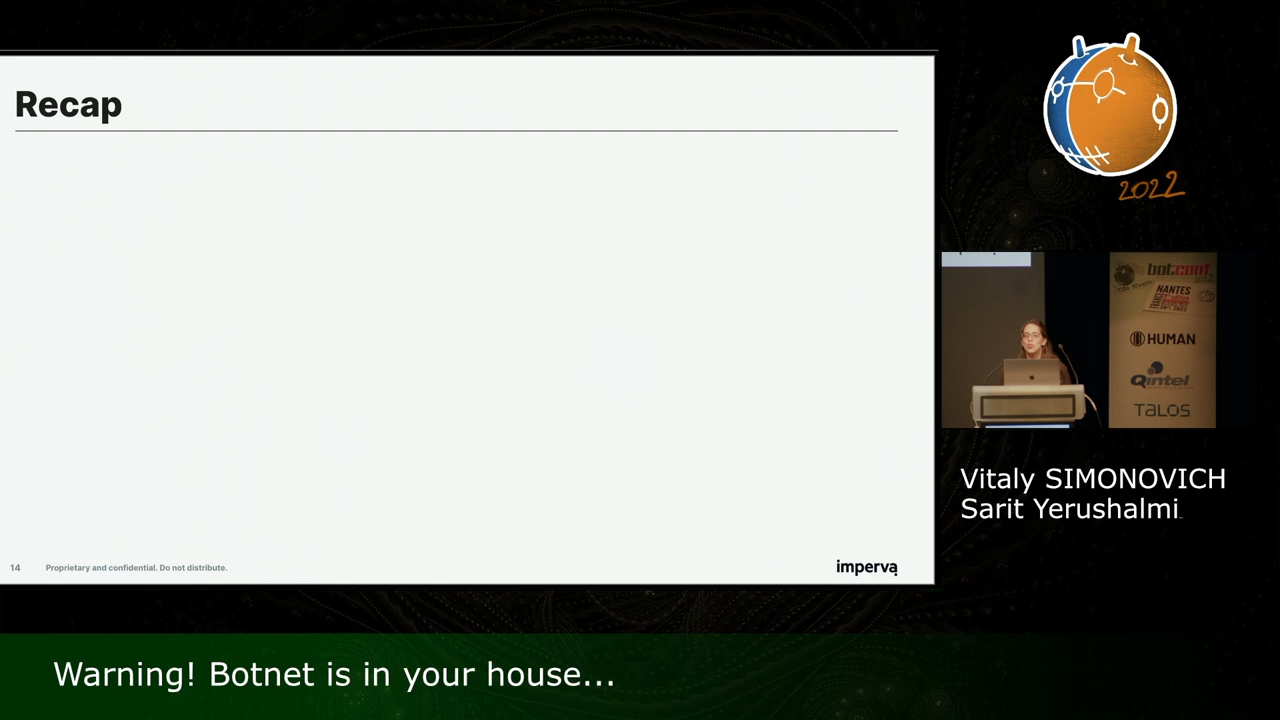 Recap
14 Proprietary and confidential. Do not distribute.
imperva
2022
botconf
2022
NANTES
HUMAN
Qintel
TALOS
Vitaly SIMONOVICH
Sarit Yerushalmi
Warning! Botnet is in your house...